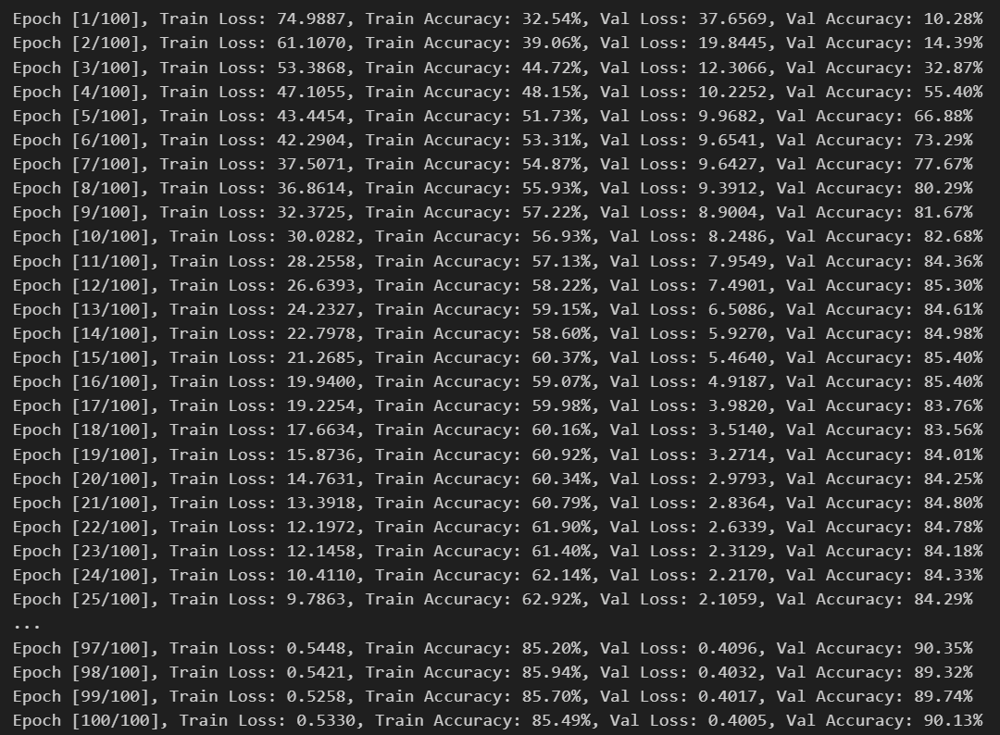 Epoch [1/100], Train Loss: 74.9887, Train Accuracy: 32.54%, Val Loss: 37.6569, Val Accuracy: 10.28%
Epoch [2/100], Train Loss: 61.1070, Train Accuracy: 39.06%, Val Loss: 19.8445, Val Accuracy: 14.39%
Epoch [3/100], Train Loss: 53.3868, Train Accuracy: 44.72%, Val Loss: 12.3066, Val Accuracy: 32.87%
Epoch [4/100], Train Loss: 47.1055, Train Accuracy: 48.15%, Val Loss: 10.2252, Val Accuracy: 55.40%
Epoch [5/100], Train Loss: 43.4454, Train Accuracy: 51.73%, Val Loss: 9.9682, Val Accuracy: 66.88%
Epoch [6/100], Train Loss: 42.2904, Train Accuracy: 53.31%, Val Loss: 9.6541, Val Accuracy: 73.29%
Epoch [7/100], Train Loss: 37.5071, Train Accuracy: 54.87%, Val Loss: 9.6427, Val Accuracy: 77.67%
Epoch [8/100], Train Loss: 36.8614, Train Accuracy: 55.93%, Val Loss: 9.3912, Val Accuracy: 80.29%
Epoch [9/100], Train Loss: 32.3725, Train Accuracy: 57.22%, Val Loss: 8.9004, Val Accuracy: 81.67%
Epoch [10/100], Train Loss: 30.0282, Train Accuracy: 56.93%, Val Loss: 8.2486, Val Accuracy: 82.68%
Epoch [11/100], Train Loss: 28.2558, Train Accuracy: 57.13%, Val Loss: 7.9549, Val Accuracy: 84.36%
Epoch [12/100], Train Loss: 26.6393, Train Accuracy: 58.22%, Val Loss: 7.4901, Val Accuracy: 85.30%
Epoch [13/100], Train Loss: 24.2327, Train Accuracy: 59.15%, Val Loss: 6.5086, Val Accuracy: 84.61%
Epoch [14/100], Train Loss: 22.7978, Train Accuracy: 58.60%, Val Loss: 5.9270, Val Accuracy: 84.98%
Epoch [15/100], Train Loss: 21.2685, Train Accuracy: 60.37%, Val Loss: 5.4640, Val Accuracy: 85.40%
Epoch [16/100], Train Loss: 19.9400, Train Accuracy: 59.07%, Val Loss: 4.9187, Val Accuracy: 85.40%
Epoch [17/100], Train Loss: 19.2254, Train Accuracy: 59.98%, Val Loss: 3.9820, Val Accuracy: 83.76%
Epoch [18/100], Train Loss: 17.6634, Train Accuracy: 60.16%, Val Loss: 3.5140, Val Accuracy: 83.56%
Epoch [19/100], Train Loss: 15.8736, Train Accuracy: 60.92%, Val Loss: 3.2714, Val Accuracy: 84.01%
Epoch [20/100], Train Loss: 14.7631, Train Accuracy: 60.34%, Val Loss: 2.9793, Val Accuracy: 84.25%
Epoch [21/100], Train Loss: 13.3918, Train Accuracy: 60.79%, Val Loss: 2.8364, Val Accuracy: 84.80%
Epoch [22/100], Train Loss: 12.1972, Train Accuracy: 61.90%, Val Loss: 2.6339, Val Accuracy: 84.78%
Epoch [23/100], Train Loss: 12.1458, Train Accuracy: 61.40%, Val Loss: 2.3129, Val Accuracy: 84.18%
Epoch [24/100], Train Loss: 10.4110, Train Accuracy: 62.14%, Val Loss: 2.2170, Val Accuracy: 84.33%
Epoch [25/100], Train Loss: 9.7863, Train Accuracy: 62.92%, Val Loss: 2.1059, Val Accuracy: 84.29%
...
Epoch [97/100], Train Loss: 0.5448, Train Accuracy: 85.20%, Val Loss: 0.4096, Val Accuracy: 90.35%
Epoch [98/100], Train Loss: 0.5421, Train Accuracy: 85.94%, Val Loss: 0.4032, Val Accuracy: 89.32%
Epoch [99/100], Train Loss: 0.5258, Train Accuracy: 85.70%, Val Loss: 0.4017, Val Accuracy: 89.74%
Epoch [100/100], Train Loss: 0.5330, Train Accuracy: 85.49%, Val Loss: 0.4005, Val Accuracy: 90.13%